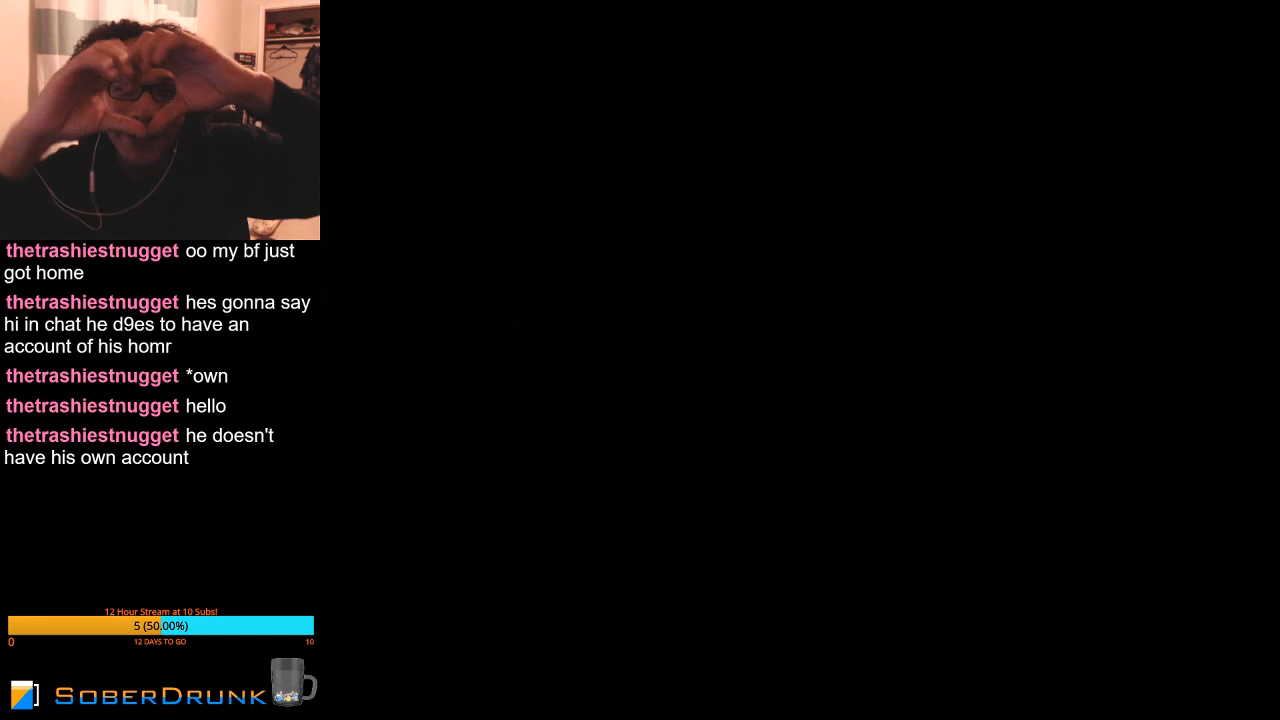 thetrashiestnugget oo my bf just
got home
thetrashiestnugget hes gonna say
hi in chat he d9es to have an
account of his homr
thetrashiestnugget *own
thetrashiestnugget hello
thetrashiestnugget he doesn't
have his own account
12 Hour Stream at 10 Subs!
5 (50.00%)
0 12 DAYS TO GO 10
SOBERDRUNK